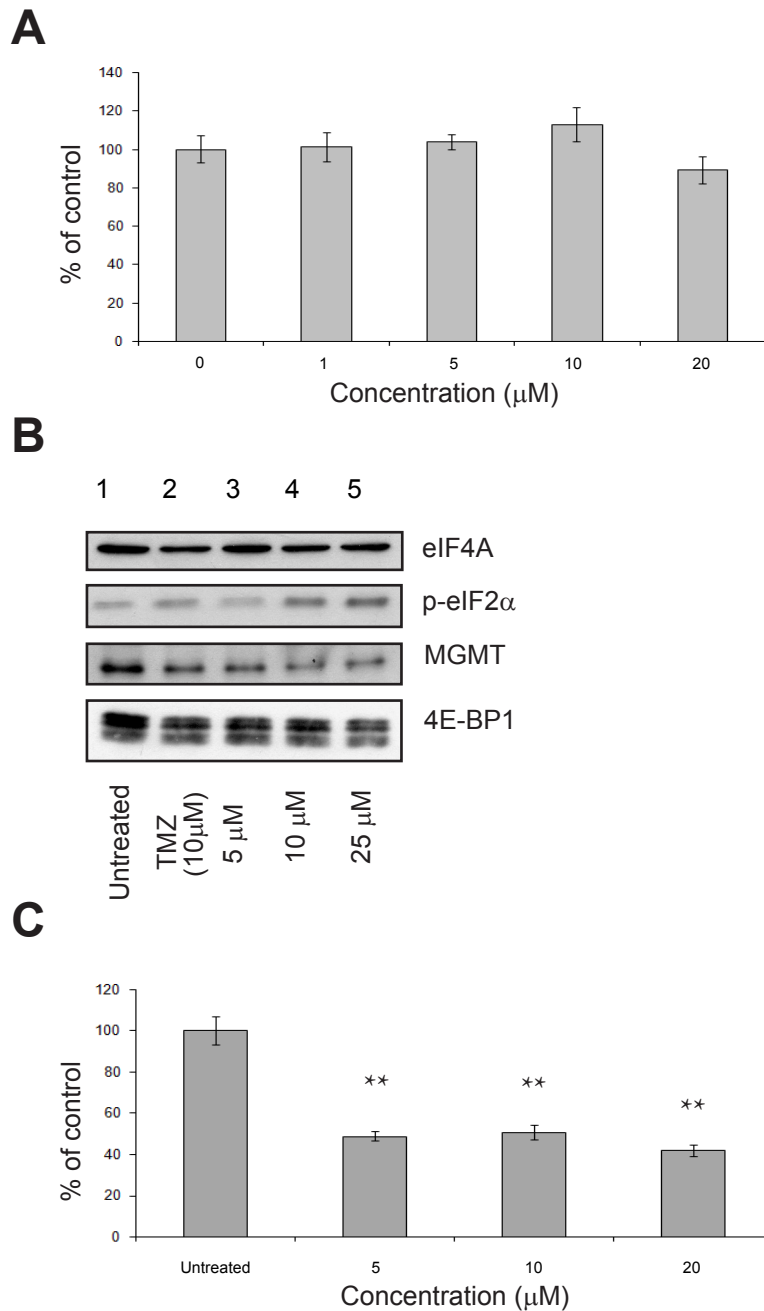 A
140
120
100
80
60
40
20
0
% of control
0 1 5 10 20
Concentration (μM)
B
1 2 3 4 5
eIF4A
p-eIF2α
MGMT
4E-BP1
Untreated
TMZ
(10μM)
5 μM
10 μM
25 μM
C
120
100
80
60
40
20
0
% of control
** ** **
Untreated 5 10 20
Concentration (μM)